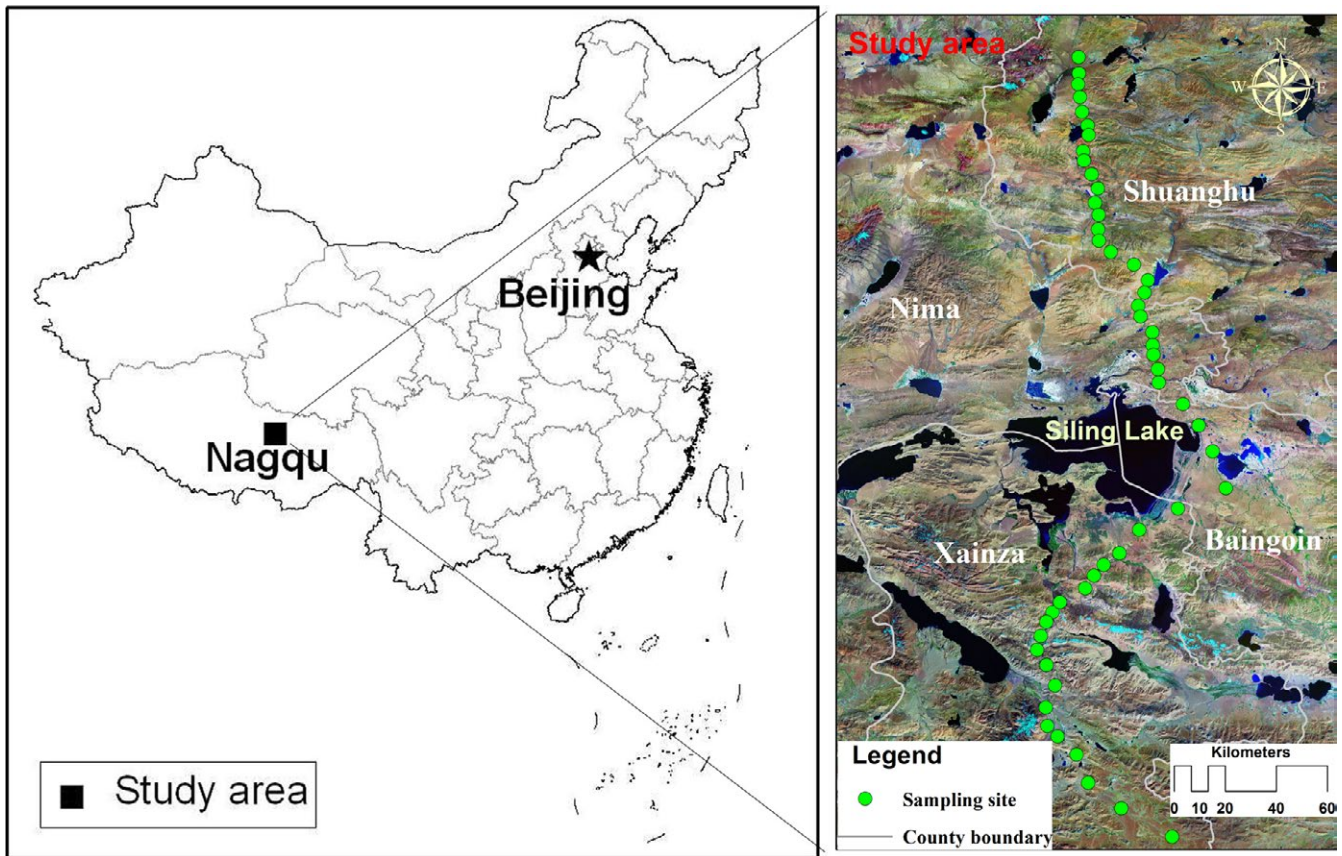 Beijing
Nagqu
Study area
Study area
N
W
E
S
Shuanghu
Nima
Siling Lake
Xainza
Baingoin
Legend
Sampling site
County boundary
Kilometers
0 10 20 40 600